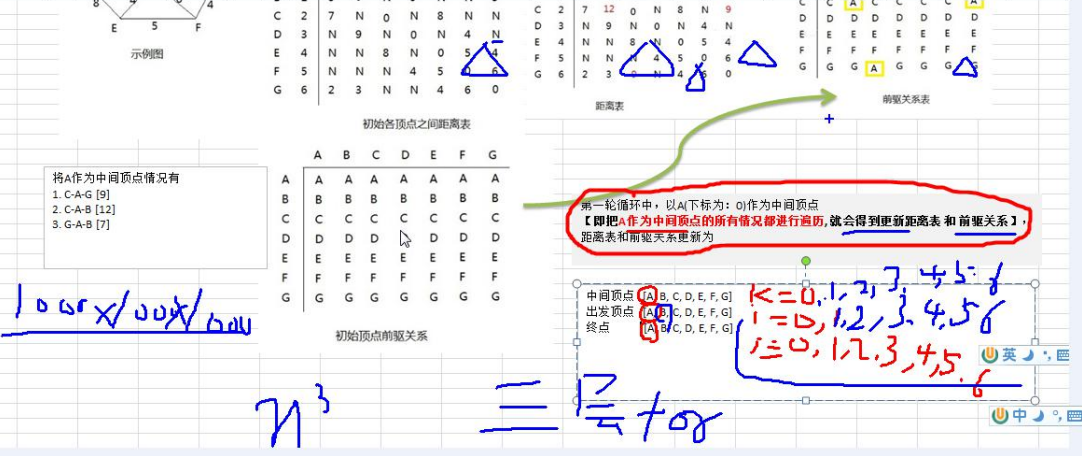 8
4
E 5 F
示例图
C 2 7 N 0 N 8 N N
D 3 N 9 N 0 N 4 N
E 4 N N 8 N 0 5 4
F 5 N N N 4 5 0 6
G 6 2 3 N N 4 6 0
初始各顶点之间距离表
C 2 7 12 0 N 8 N 9
D 3 N 9 N 0 N 4 N
E 4 N N 8 N 0 5 4
F 5 N N N 4 5 0 6
G 6 2 3 N 4 6 0
距离表
C C A C C C C A
D D D D D D D D
E E E E E E E E
F F F F F F F F
G G G A G G G G
前驱关系表
将A作为中间顶点情况有
1. C-A-G [9]
2. C-A-B [12]
3. G-A-B [7]
A B C D E F G
A A A A A A A A
B B B B B B B B
C C C C C C C C
D D D D D D D
E E E E E E E E
F F F F F F F F
G G G G G G G G
初始顶点前驱关系
第一轮循环中，以A(下标为：0)作为中间顶点
【即把A作为中间顶点的所有情况都进行遍历,就会得到更新距离表 和 前驱关系】，
距离表和前驱关系更新为
中间顶点 [A, B, C, D, E, F, G]
出发顶点 [A, B, C, D, E, F, G]
终点 [A, B, C, D, E, F, G]
K=0,1,2,3,4,5,6
i=0,1,2,3,4,5 6
j=0,1,2,3,4,5.6
n³
三
英
中